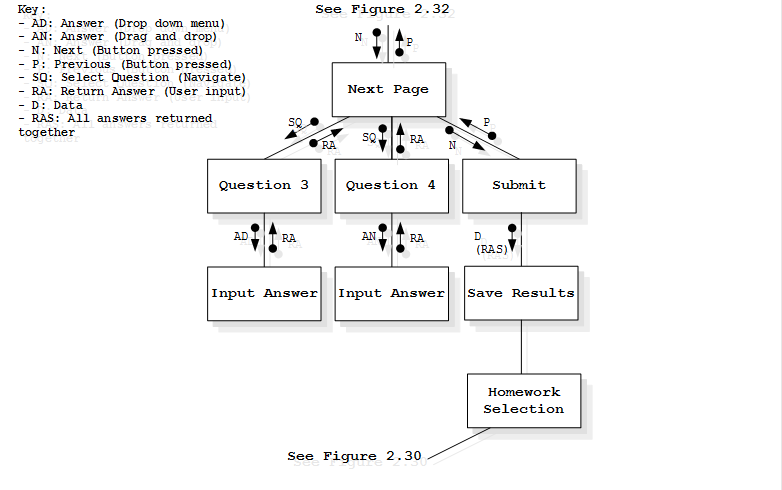 Key:
- AD: Answer (Drop down menu)
- AN: Answer (Drag and drop)
- N: Next (Button pressed)
- P: Previous (Button pressed)
- SQ: Select Question (Navigate)
- RA: Return Answer (User input)
- D: Data
- RAS: All answers returned
together
See Figure 2.32
N
P
Next Page
SQ
RA
SQ
RA
N
P
Question 3
Question 4
Submit
AD
RA
AN
RA
D
(RAS)
Input Answer
Input Answer
Save Results
Homework
Selection
See Figure 2.30